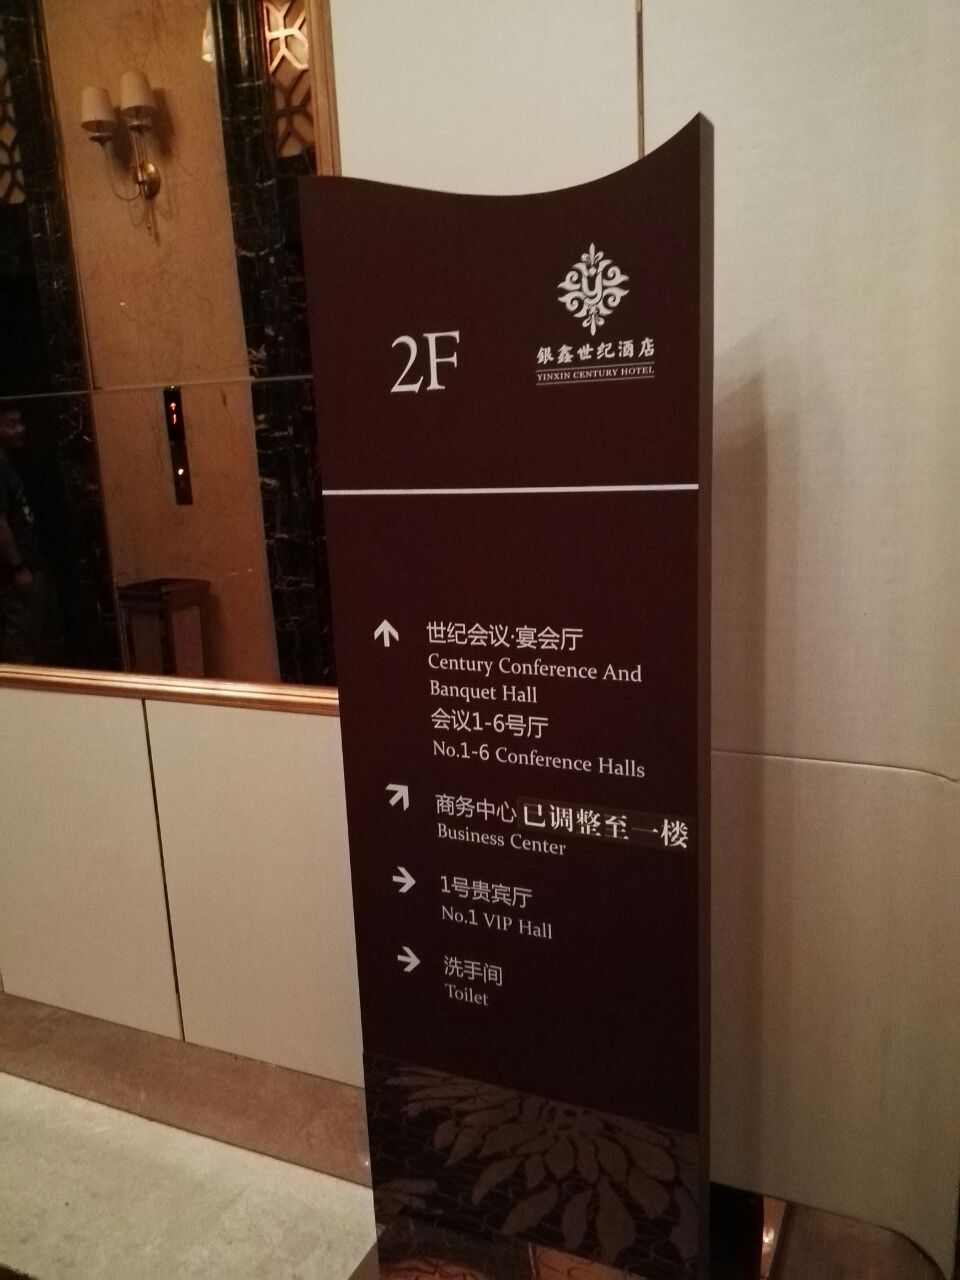 2F
銀鑫世纪酒店
YINXIN CENTURY HOTEL
世纪会议·宴会厅
Century Conference And
Banquet Hall
会议1-6号厅
No.1-6 Conference Halls
商务中心 已调整至一楼
Business Center
1号贵宾厅
No.1 VIP Hall
洗手间
Toilet